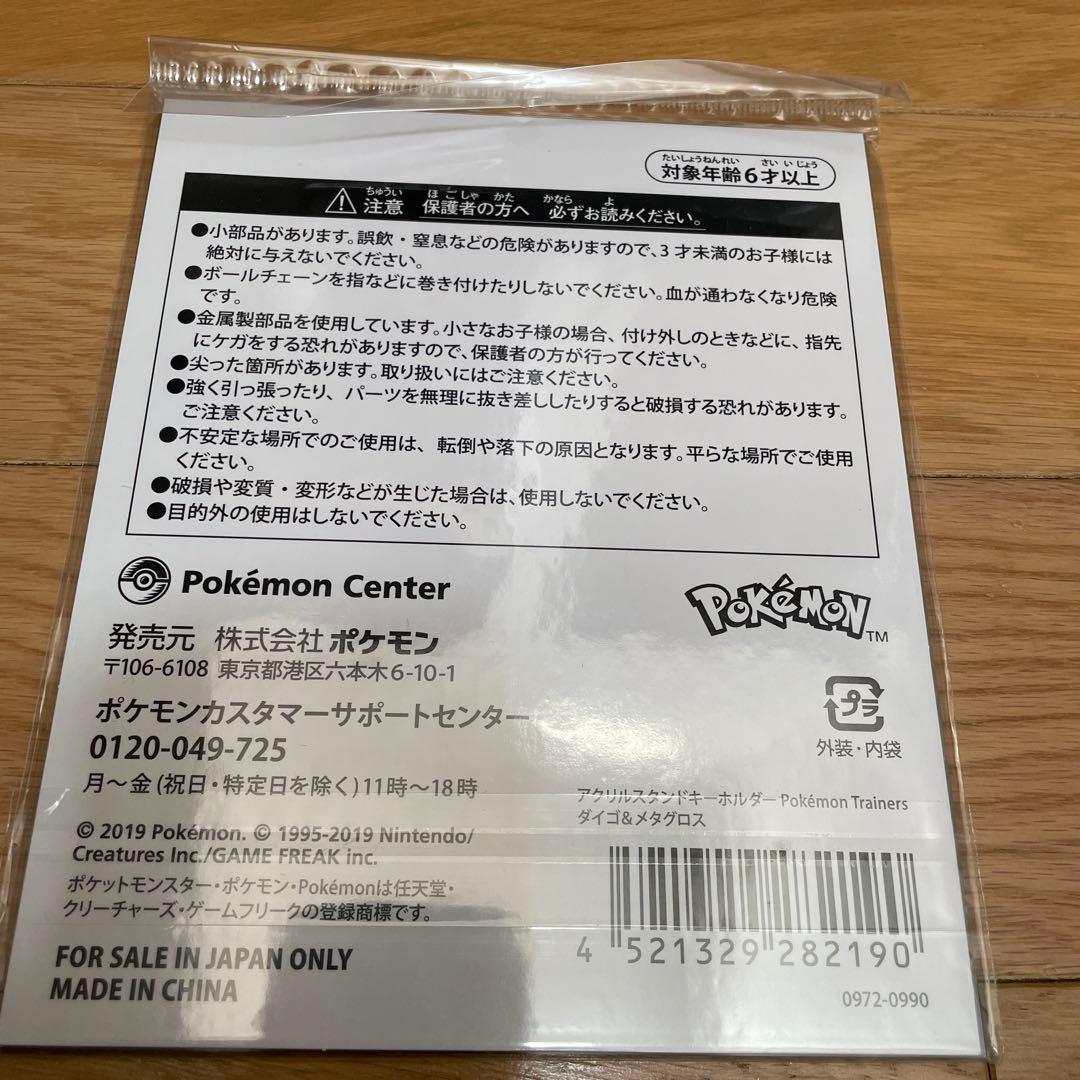 たいしょうねんれい さい いじょう
対象年齢6才以上
ちゅうい ほごしゃ かた かなら よ
注意 保護者の方へ 必ずお読みください。
●小部品があります。誤飲・窒息などの危険がありますので、3才未満のお子様には
絶対に与えないでください。
●ボールチェーンを指などに巻き付けたりしないでください。血が通わなくなり危険
です。
●金属製部品を使用しています。小さなお子様の場合、付け外しのときなどに、指先
にケガをする恐れがありますので、保護者の方が行ってください。
●尖った箇所があります。取り扱いにはご注意ください。
●強く引っ張ったり、パーツを無理に抜き差ししたりすると破損する恐れがあります。
ご注意ください。
●不安定な場所でのご使用は、転倒や落下の原因となります。平らな場所でご使用
ください。
●破損や変質・変形などが生じた場合は、使用しないでください。
●目的外の使用はしないでください。
Pokémon Center
POKéMON TM
発売元 株式会社ポケモン
〒106-6108 東京都港区六本木6-10-1
プラ
外装・内袋
ポケモンカスタマーサポートセンター
0120-049-725
月～金(祝日・特定日を除く)11時～18時
アクリルスタンドキーホルダー Pokémon Trainers
ダイゴ&メタグロス
© 2019 Pokémon. © 1995-2019 Nintendo/
Creatures Inc./GAME FREAK inc.
ポケットモンスター・ポケモン・Pokémonは任天堂・
クリーチャーズ・ゲームフリークの登録商標です。
FOR SALE IN JAPAN ONLY
MADE IN CHINA
4 521329 282190
0972-0990